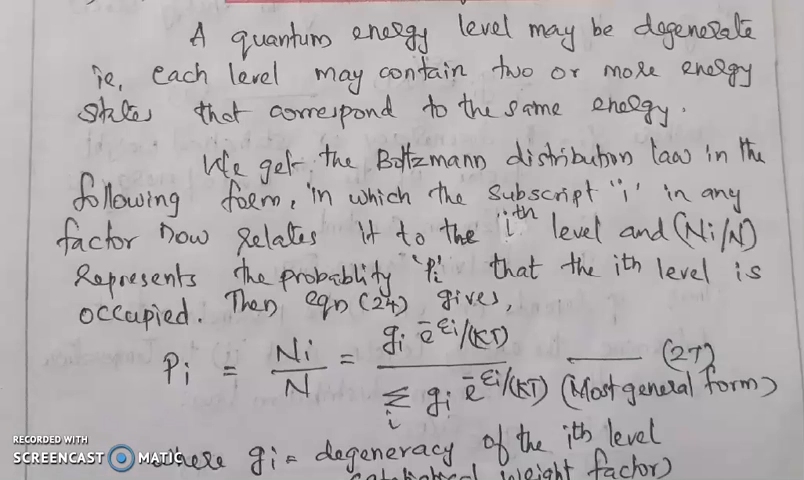 A quantum energy level may be degenerate
ie, each level may contain two or more energy
states that correspond to the same energy.
We get the Boltzmann distribution law in the
following form, in which the subscript "i" in any
factor now relates it to the ith level and (Ni/N)
represents the probablity 'Pi' that the ith level is
occupied. Then eqn (24) gives,
Pi = Ni/N = gi e^-εi/(KT) / Σi gi e^-εi/(KT) —— (27)
(Most general form)
where gi = degeneracy of the ith level
weight factor)
RECORDED WITH
SCREENCAST MATIC